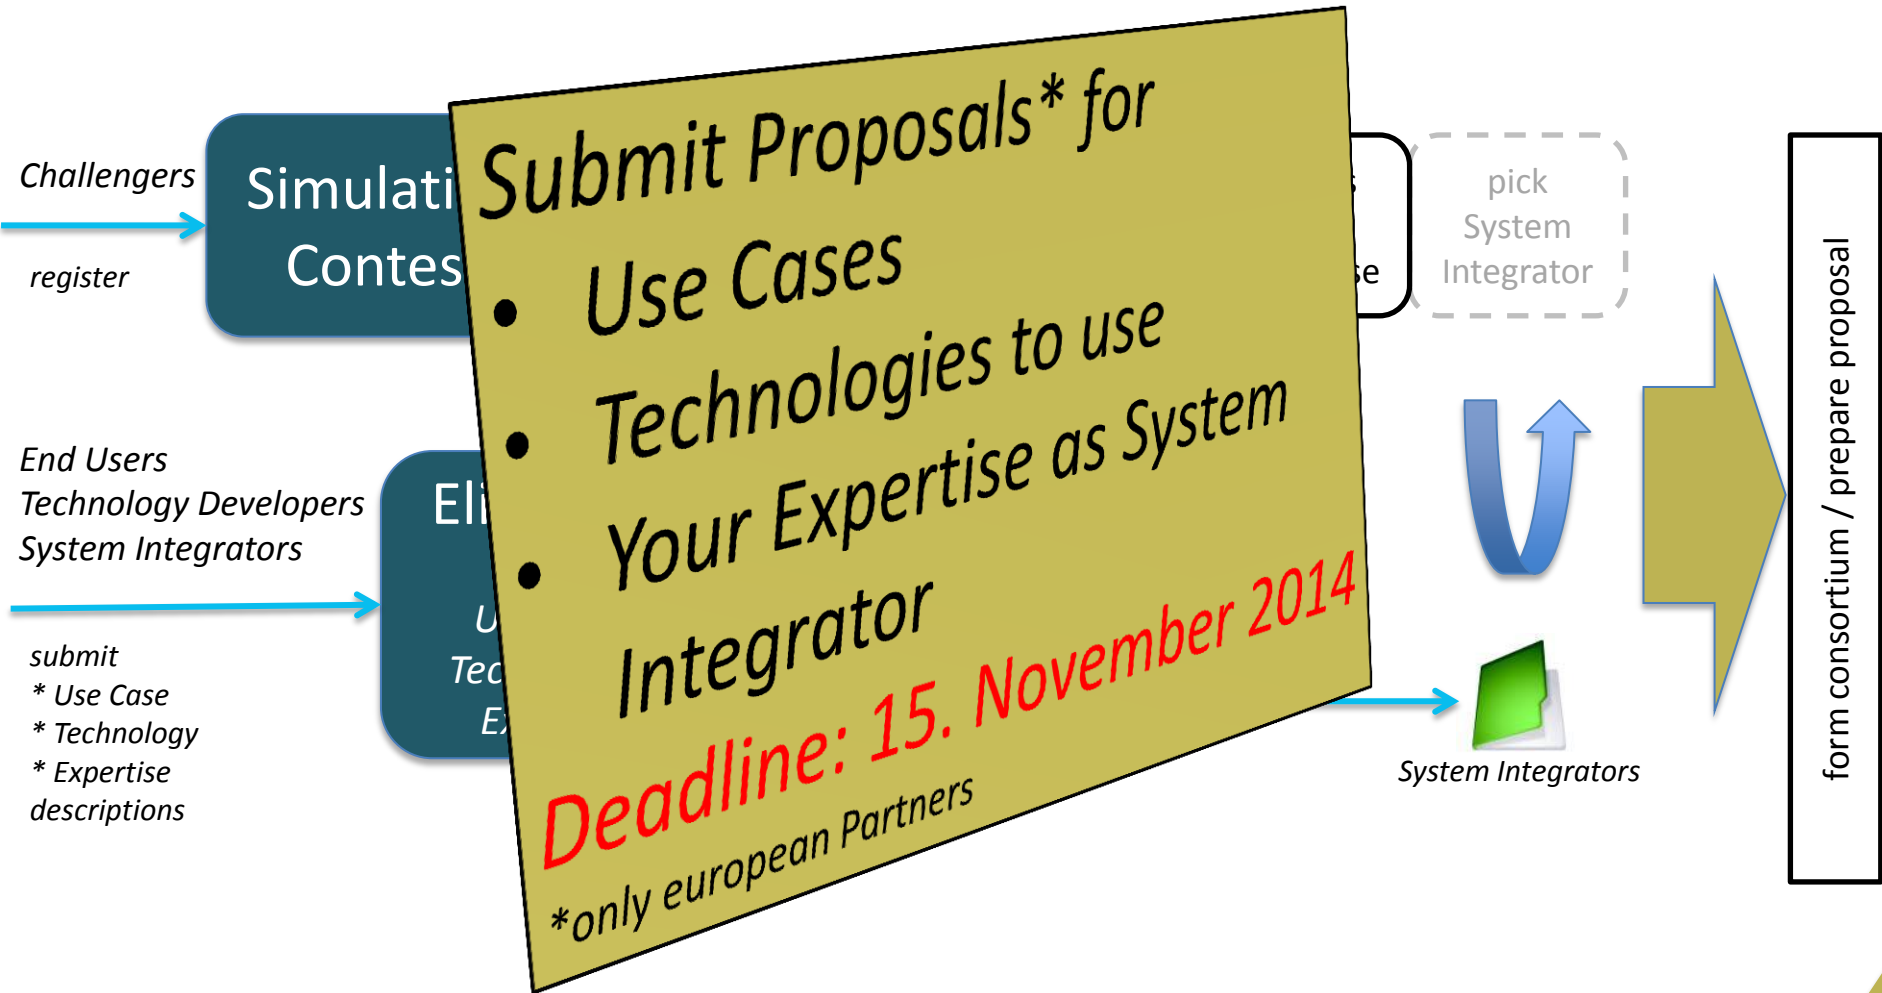 Challengers
register
Simulati
Contes
End Users
Technology Developers
System Integrators
submit
* Use Case
* Technology
* Expertise
descriptions
Eli
U
Tec
Ex
Submit Proposals* for
• Use Cases
• Technologies to use
• Your Expertise as System
Integrator
Deadline: 15. November 2014
*only european Partners
s
se
pick
System
Integrator
System Integrators
form consortium / prepare proposal